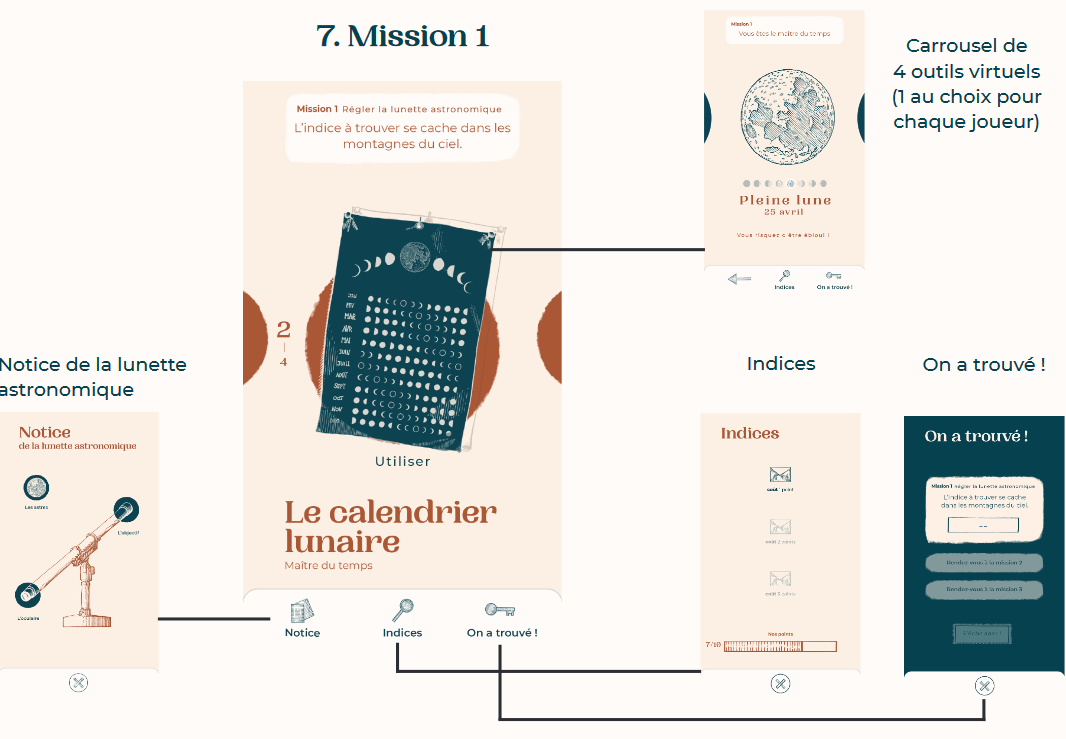 7. Mission 1
Mission 1 Régler la lunette astronomique
L'indice à trouver se cache dans les
montagnes du ciel.
2
4
JAN
FEV
MAR
AVR
MAI
JUIN
JUIL
AOUT
SEPT
OCT
NOV
DEC
Utiliser
Le calendrier
lunaire
Maître du temps
Notice
Indices
On a trouvé !
Mission 1
Vous êtes le maître du temps
Pleine lune
25 avril
Vous risquez d'être ébloui !
Indices
On a trouvé !
Carrousel de
4 outils virtuels
(1 au choix pour
chaque joueur)
Notice de la lunette
astronomique
Notice
de la lunette astronomique
Les astres
L'objectif
L'oculaire
Indices
Indices
coût 1 point
coût 2 points
coût 3 points
Nos points
7/10
On a trouvé !
On a trouvé !
Mission 1 Régler la lunette astronomique
L'indice à trouver se cache
dans les montagnes du ciel.
--
Rendez-vous à la mission 2
Rendez-vous à la mission 3